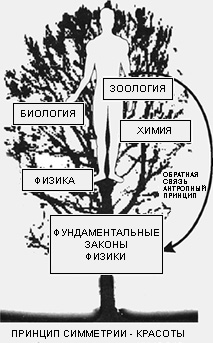 ЗООЛОГИЯ
БИОЛОГИЯ
ХИМИЯ
ФИЗИКА
ОБРАТНАЯ
СВЯЗЬ
АНТРОПНЫЙ
ПРИНЦИП
ФУНДАМЕНТАЛЬНЫЕ
ЗАКОНЫ
ФИЗИКИ
ПРИНЦИП СИММЕТРИИ - КРАСОТЫ